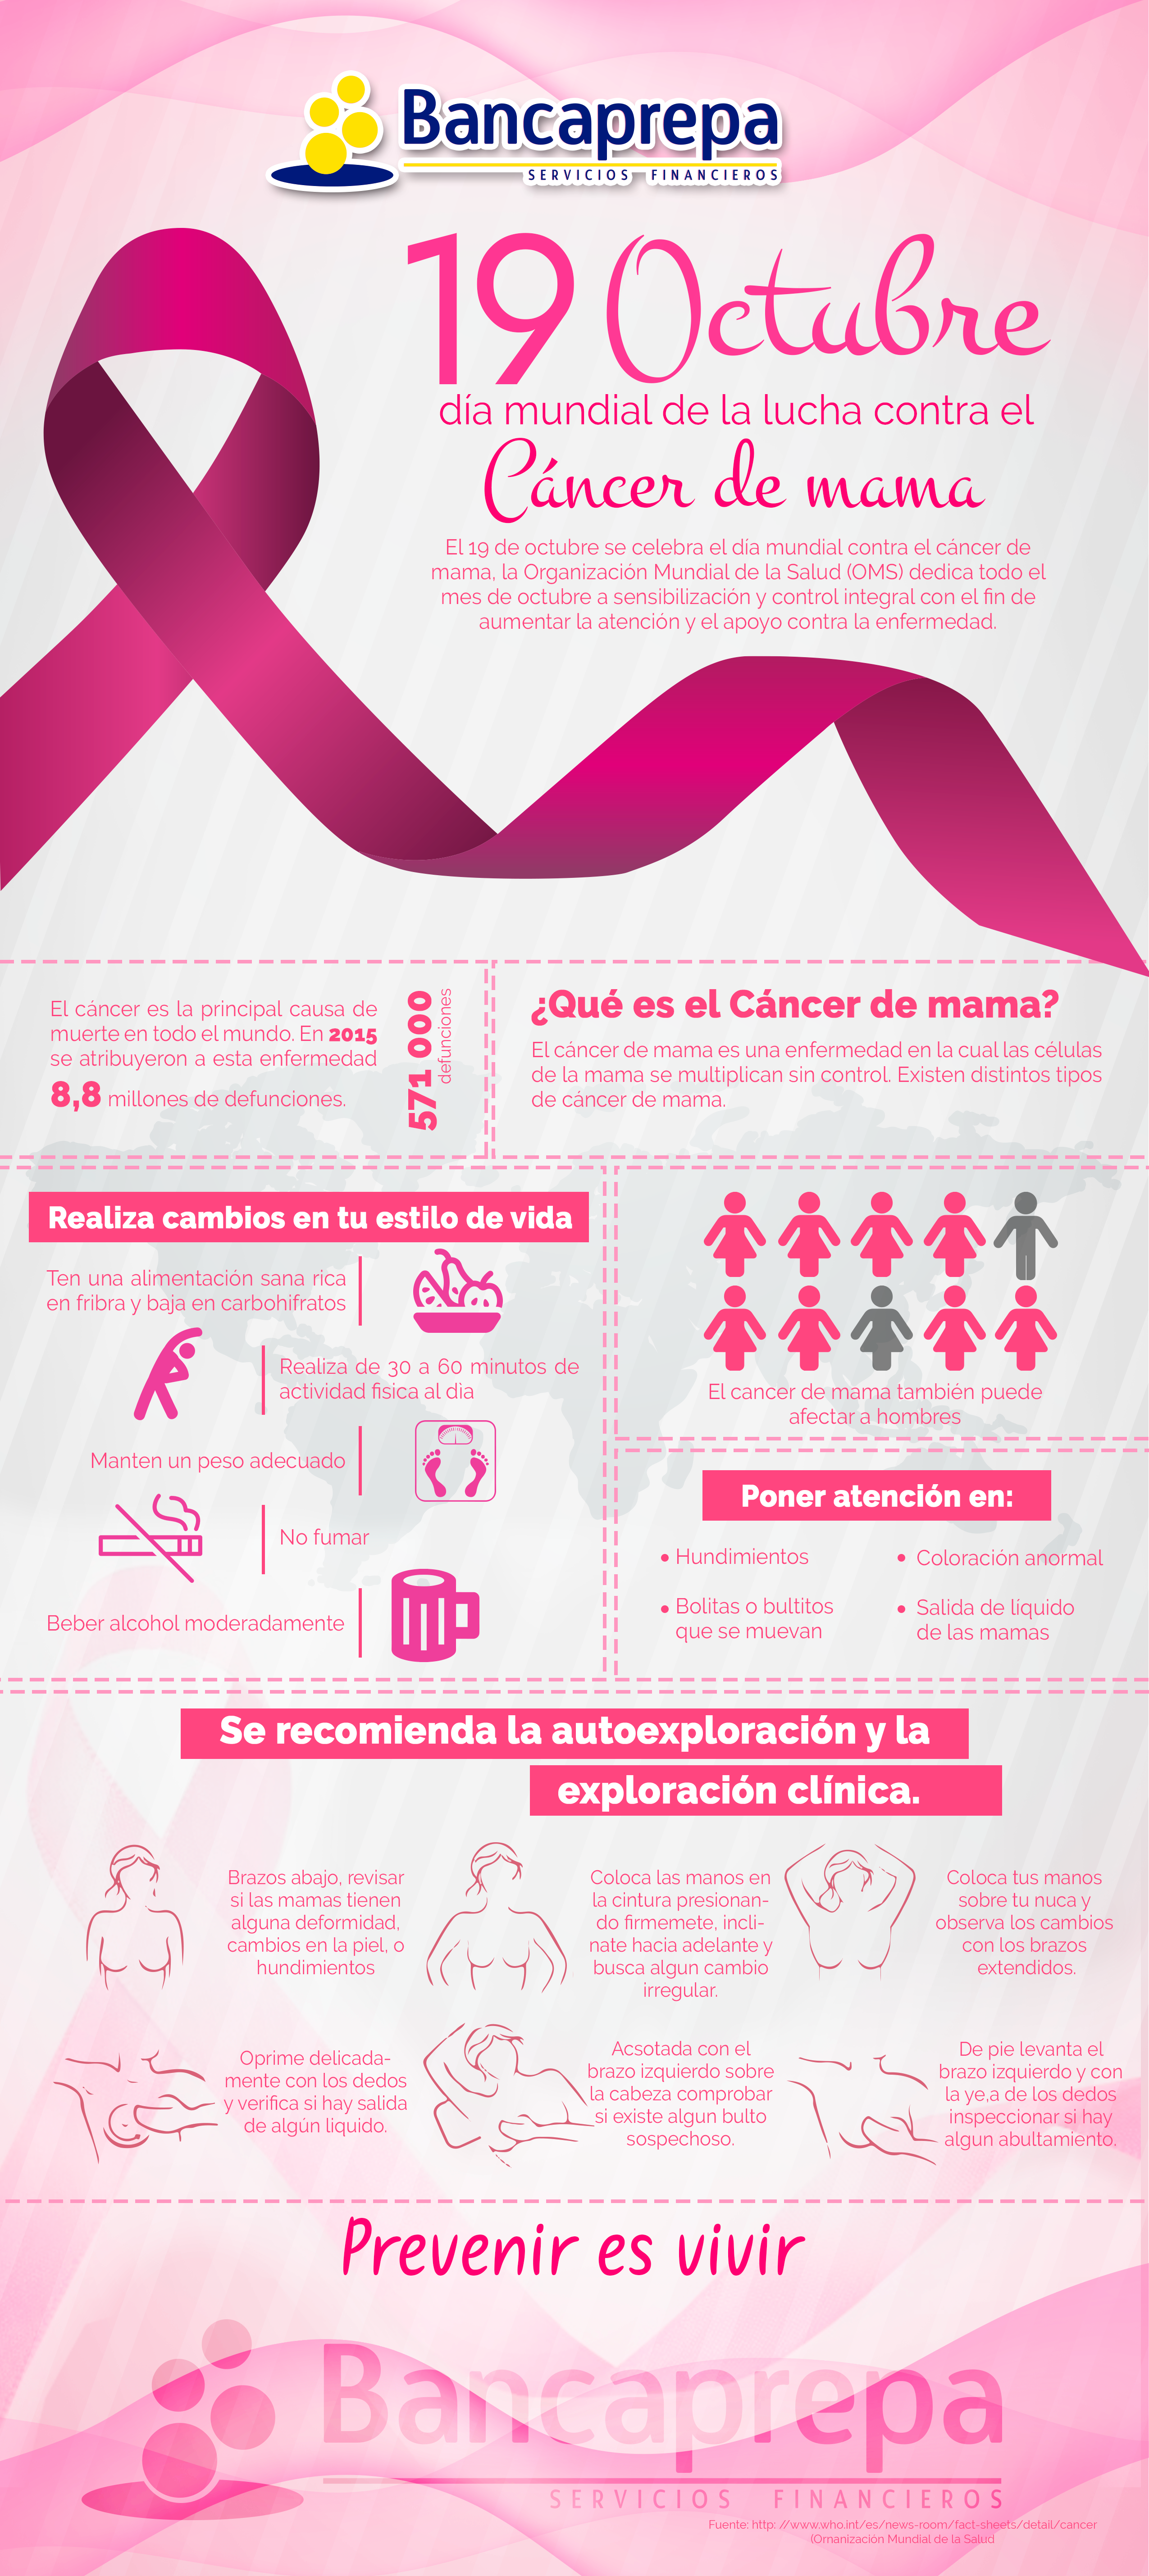 Bancaprepa
SERVICIOS FINANCIEROS
19 Octubre
día mundial de la lucha contra el
Cáncer de mama
El 19 de octubre se celebra el día mundial contra el cáncer de
mama, la Organización Mundial de la Salud (OMS) dedica todo el
mes de octubre a sensibilización y control integral con el fin de
aumentar la atención y el apoyo contra la enfermedad.
El cáncer es la principal causa de
muerte en todo el mundo. En 2015
se atribuyeron a esta enfermedad
8,8 millones de defunciones.
571 000
defunciones
¿Qué es el Cáncer de mama?
El cáncer de mama es una enfermedad en la cual las células
de la mama se multiplican sin control. Existen distintos tipos
de cáncer de mama.
Realiza cambios en tu estilo de vida
Ten una alimentación sana rica
en fribra y baja en carbohifratos
Realiza de 30 a 60 minutos de
actividad física al día
Manten un peso adecuado
No fumar
Beber alcohol moderadamente
El cancer de mama también puede
afectar a hombres
Poner atención en:
• Hundimientos
• Bolitas o bultitos
que se muevan
• Coloración anormal
• Salida de líquido
de las mamas
Se recomienda la autoexploración y la
exploración clínica.
Brazos abajo, revisar
si las mamas tienen
alguna deformidad,
cambios en la piel, o
hundimientos
Coloca las manos en
la cintura presionan-
do firmemete, incli-
nate hacia adelante y
busca algun cambio
irregular.
Coloca tus manos
sobre tu nuca y
observa los cambios
con los brazos
extendidos.
Oprime delicada-
mente con los dedos
y verifica si hay salida
de algún liquido.
Acsotada con el
brazo izquierdo sobre
la cabeza comprobar
si existe algun bulto
sospechoso.
De pie levanta el
brazo izquierdo y con
la ye,a de los dedos
inspeccionar si hay
algun abultamiento.
Prevenir es vivir
Bancaprepa
SERVICIOS FINANCIEROS
Fuente: http: //www.who.int/es/news-room/fact-sheets/detail/cancer
(Ornanización Mundial de la Salud